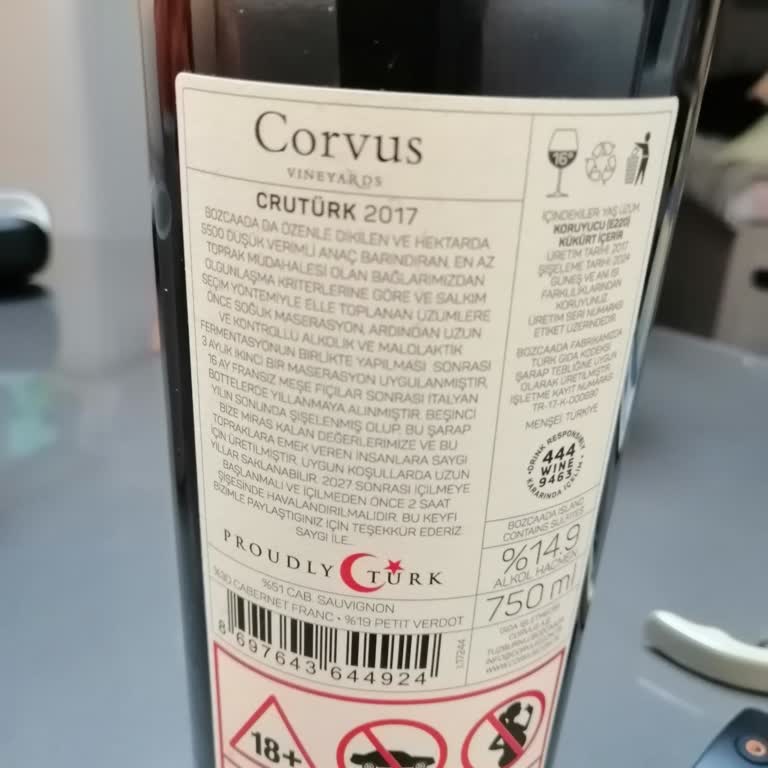 Corvus
VINEYARDS
CRUTÜRK 2017
BOZCAADA DA ÖZENLE DİKİLEN VE HEKTARDA
5500 DÜŞÜK VERİMLİ ANAÇ BARINDIRAN, EN AZ
TOPRAK MÜDAHALESİ OLAN BAĞLARIMIZDAN
OLGUNLAŞMA KRİTERLERİNE GÖRE VE SALKIM
SEÇİM YÖNTEMİYLE ELLE TOPLANAN ÜZÜMLERE
ÖNCE SOĞUK MASERASYON, ARDINDAN UZUN
VE KONTROLLÜ ALKOLİK VE MALOLAKTİK
FERMENTASYONUN BİRLİKTE YAPILMASI SONRASI
3 AYLIK İKİNCİ BİR MASERASYON UYGULANMIŞTIR.
16 AY FRANSIZ MEŞE FIÇILAR SONRASI İTALYAN
BOTTELERDE YILLANMAYA ALINMIŞTIR. BEŞİNCİ
YILIN SONUNDA ŞİŞELENMİŞ OLUP, BU ŞARAP
BİZE MİRAS KALAN DEĞERLERİMİZE VE BU
TOPRAKLARA EMEK VEREN İNSANLARA SAYGI
İÇİN ÜRETİLMİŞTİR. UYGUN KOŞULLARDA UZUN
YILLAR SAKLANABİLİR. 2027 SONRASI İÇİLMEYE
BAŞLANMALI VE İÇİLMEDEN ÖNCE 2 SAAT
ŞİŞESİNDE HAVALANDIRILMALIDIR. BU KEYFİ
BİZİMLE PAYLAŞTIĞINIZ İÇİN TEŞEKKÜR EDERİZ.
SAYGI İLE...
PROUDLY TÜRK
%51 CAB. SAUVIGNON
%30 CABERNET FRANC • %19 PETIT VERDOT
8 697643 644924
L17244
18+
16°
İÇİNDEKİLER: YAŞ ÜZÜM,
KORUYUCU (E220)
KÜKÜRT İÇERİR
ÜRETİM TARİHİ: 2017
ŞİŞELEME TARİHİ: 2024
GÜNEŞ VE ANİ ISI
FARKLILIKLARINDAN
KORUYUNUZ.
ÜRETİM SERİ NUMARASI
ETİKET ÜZERİNDEDİR.
BOZCAADA FABRİKAMIZDA
TÜRK GIDA KODEKSİ
ŞARAP TEBLİĞİNE UYGUN
OLARAK ÜRETİLMİŞTİR.
İŞLETME KAYIT NUMARASI:
TR-17-K-000690
MENŞEİ: TÜRKİYE
DRINK RESPONSIBLY
444
WINE
9463
KARARINDA İÇELİM
BOZCAADA ISLAND
CONTAINS SULFITES
%14.9
ALKOL HACMEN
750 ml